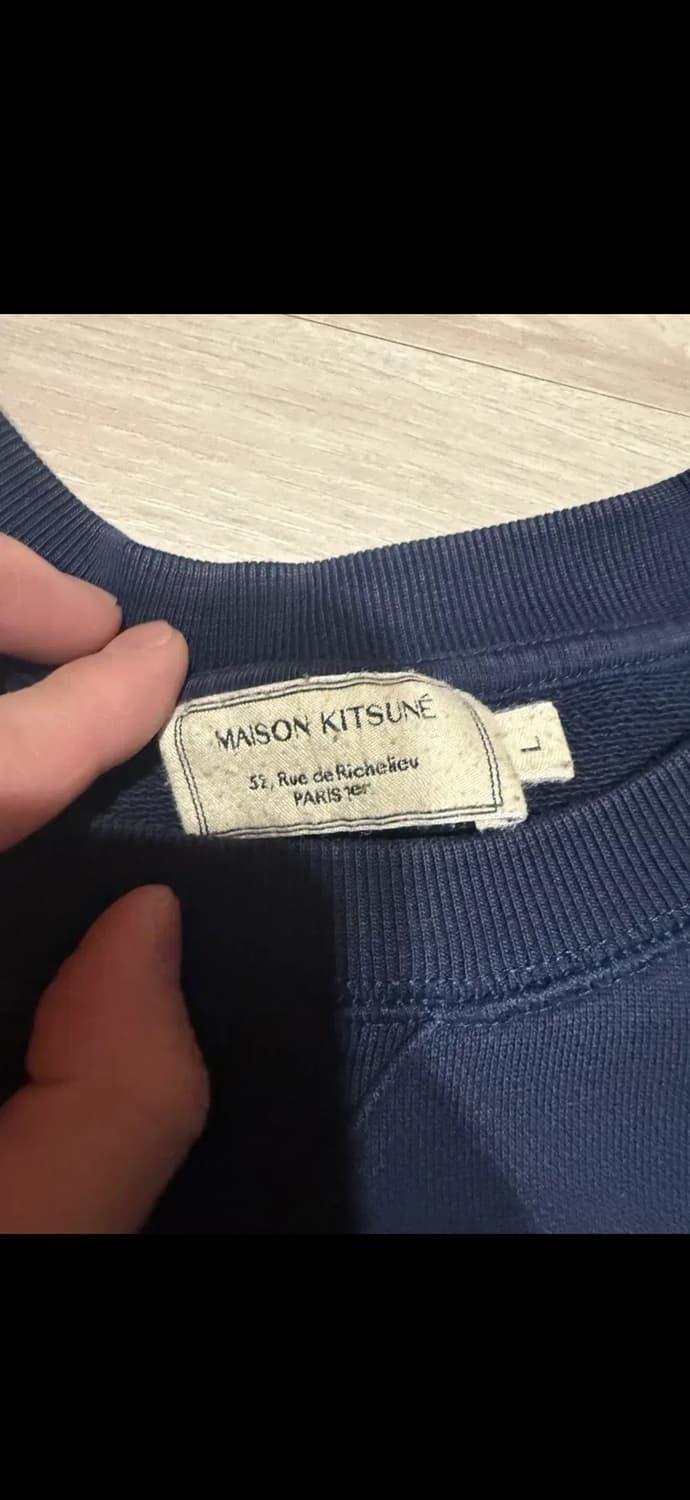 MAISON KITSUNÉ
52, Rue de Richelieu
PARIS 1er
L